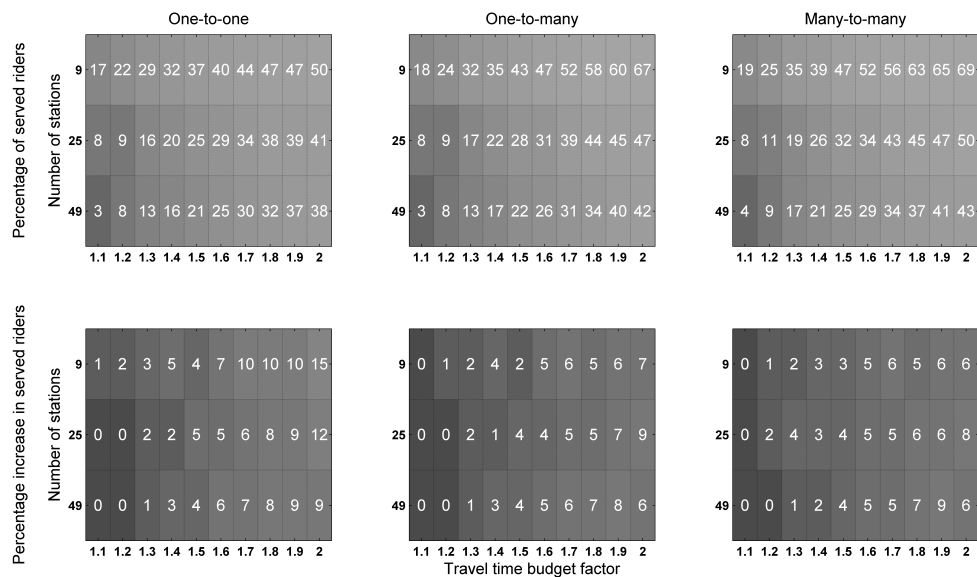 One-to-one One-to-many Many-to-many
Percentage of served riders
Number of stations
9 17 22 29 32 37 40 44 47 47 50
25 8 9 16 20 25 29 34 38 39 41
49 3 8 13 16 21 25 30 32 37 38
1.1 1.2 1.3 1.4 1.5 1.6 1.7 1.8 1.9 2
9 18 24 32 35 43 47 52 58 60 67
25 8 9 17 22 28 31 39 44 45 47
49 3 8 13 17 22 26 31 34 40 42
1.1 1.2 1.3 1.4 1.5 1.6 1.7 1.8 1.9 2
9 19 25 35 39 47 52 56 63 65 69
25 8 11 19 26 32 34 43 45 47 50
49 4 9 17 21 25 29 34 37 41 43
1.1 1.2 1.3 1.4 1.5 1.6 1.7 1.8 1.9 2
Percentage increase in served riders
Number of stations
9 1 2 3 5 4 7 10 10 10 15
25 0 0 2 2 5 5 6 8 9 12
49 0 0 1 3 4 6 7 8 9 9
1.1 1.2 1.3 1.4 1.5 1.6 1.7 1.8 1.9 2
9 0 1 2 4 2 5 6 5 6 7
25 0 0 2 1 4 4 5 5 7 9
49 0 0 1 3 4 5 6 7 8 6
1.1 1.2 1.3 1.4 1.5 1.6 1.7 1.8 1.9 2
9 0 1 2 3 3 5 6 5 6 6
25 0 2 4 3 4 5 5 6 6 8
49 0 0 1 2 4 5 5 7 9 6
1.1 1.2 1.3 1.4 1.5 1.6 1.7 1.8 1.9 2
Travel time budget factor